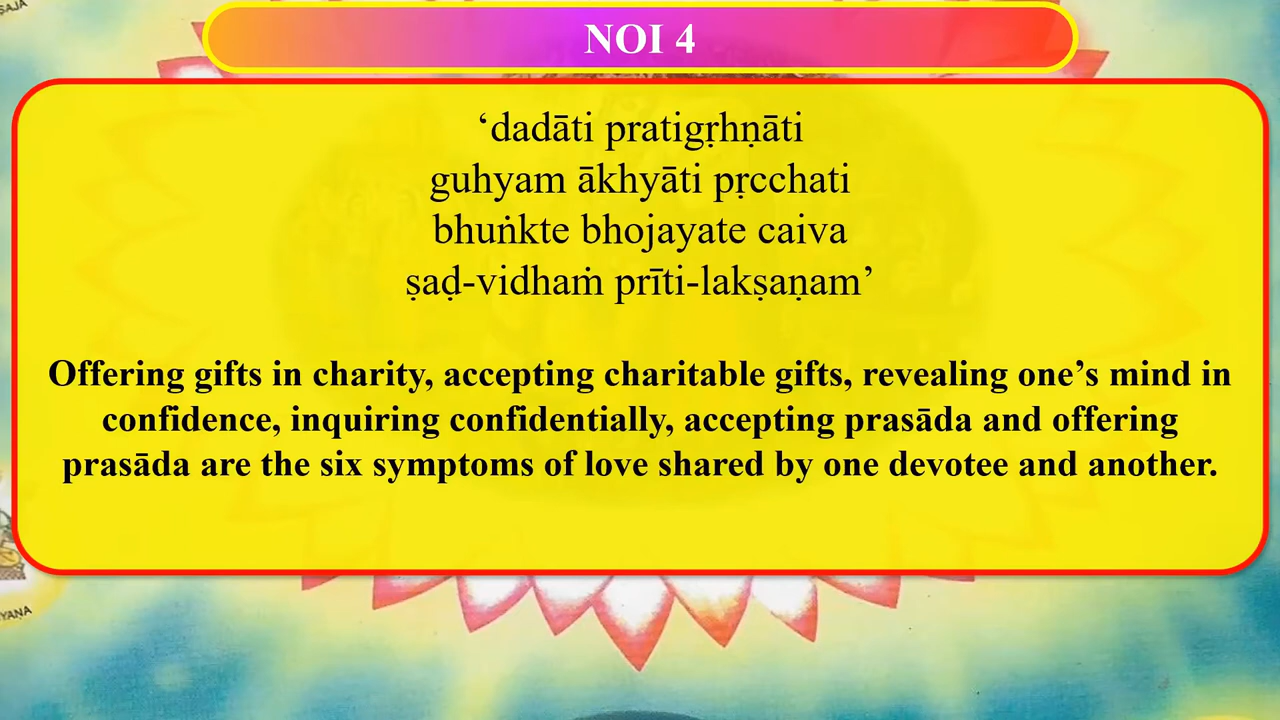 NOI 4
‘dadāti pratigṛhṇāti
guhyam ākhyāti pṛcchati
bhuṅkte bhojayate caiva
ṣaḍ-vidhaṁ prīti-lakṣaṇam’
Offering gifts in charity, accepting charitable gifts, revealing one’s mind in
confidence, inquiring confidentially, accepting prasāda and offering
prasāda are the six symptoms of love shared by one devotee and another.